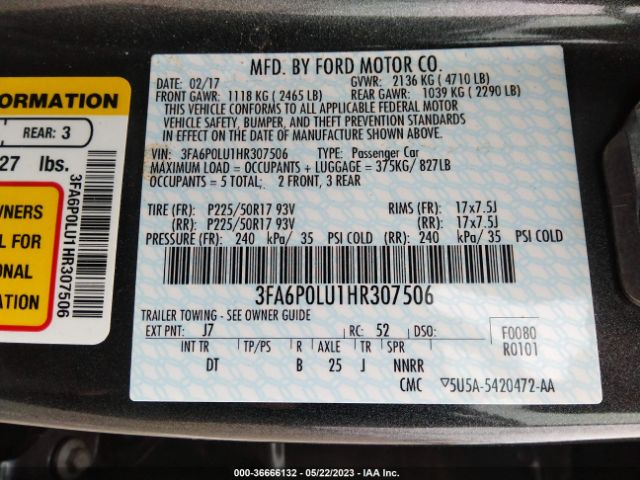 MFD. BY FORD MOTOR CO.
DATE: 02/17 GVWR: 2136 KG ( 4710 LB)
FRONT GAWR: 1118 KG ( 2465 LB) REAR GAWR: 1039 KG ( 2290 LB)
THIS VEHICLE CONFORMS TO ALL APPLICABLE FEDERAL MOTOR
VEHICLE SAFETY, BUMPER, AND THEFT PREVENTION STANDARDS
IN EFFECT ON THE DATE OF MANUFACTURE SHOWN ABOVE.
VIN: 3FA6P0LU1HR307506 TYPE: Passenger Car
MAXIMUM LOAD = OCCUPANTS + LUGGAGE = 375KG/ 827LB
OCCUPANTS = 5 TOTAL, 2 FRONT, 3 REAR
TIRE (FR): P225/50R17 93V RIMS (FR): 17x7.5J
(RR): P225/50R17 93V (RR): 17x7.5J
PRESSURE (FR): 240 kPa/ 35 PSI COLD (RR): 240 kPa/ 35 PSI COLD
3FA6P0LU1HR307506
TRAILER TOWING - SEE OWNER GUIDE
EXT PNT: J7 RC: 52 DSO:
F0080
R0101
INT TR TP/PS R AXLE TR SPR
DT B 25 J NNRR
CMC ▽5U5A-5420472-AA
FORMATION
REAR: 3
27 lbs.
WNERS
L FOR
ONAL
N
3FA6P0LU1HR307506
000-36666132 - 05/22/2023 - IAA Inc.